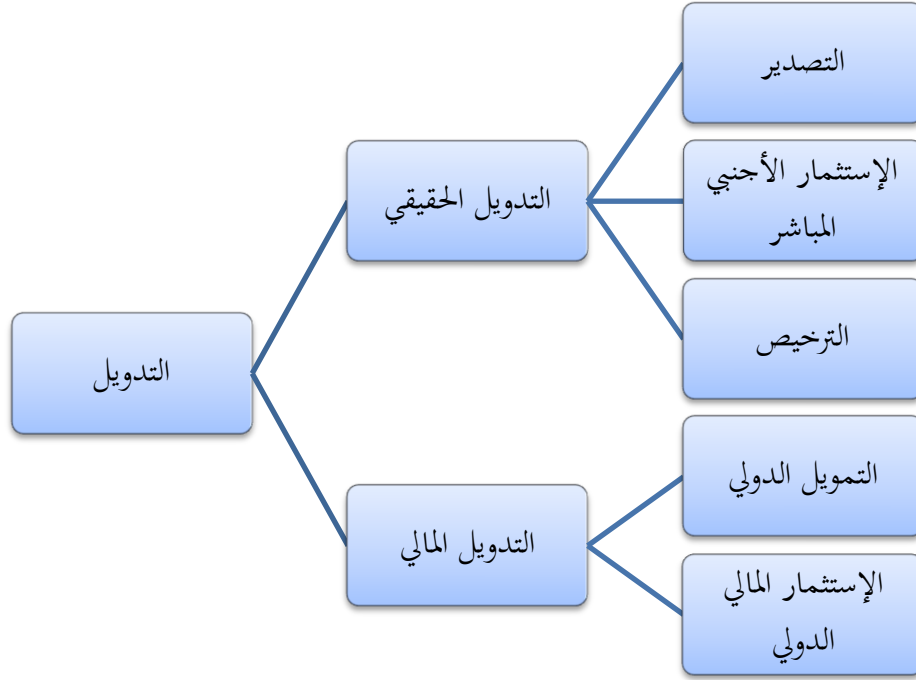 التصدير
الإستثمار الأجنبي
المباشر
التدويل الحقيقي
الترخيص
التدويل
التمويل الدولي
التدويل المالي
الإستثمار المالي
الدولي